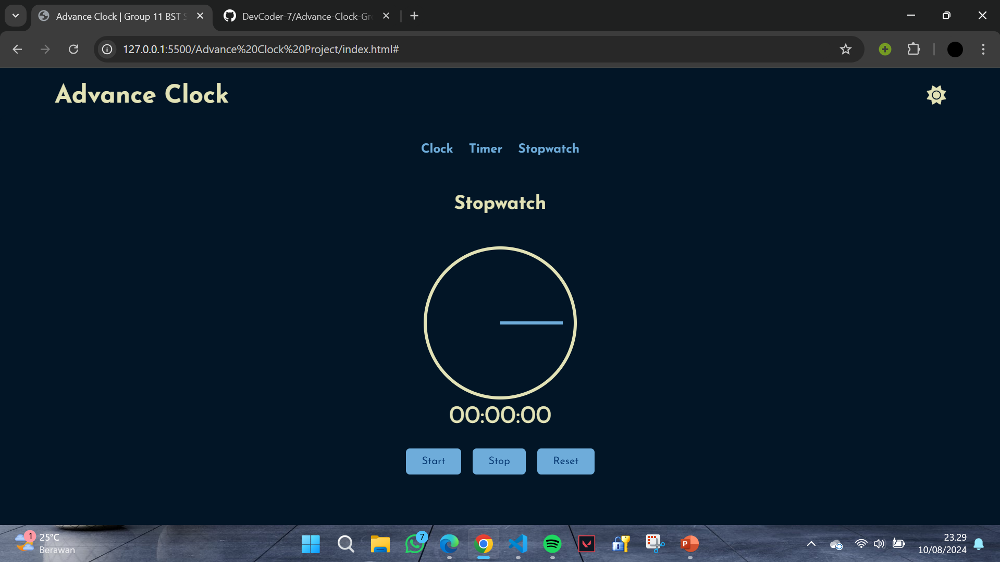 Advance Clock | Group 11 BST
DevCoder-7/Advance-Clock-Gr
127.0.0.1:5500/Advance%20Clock%20Project/index.html#
Advance Clock
Clock Timer Stopwatch
Stopwatch
00:00:00
Start Stop Reset
1
25°C
Berawan
7
P
23.29
10/08/2024